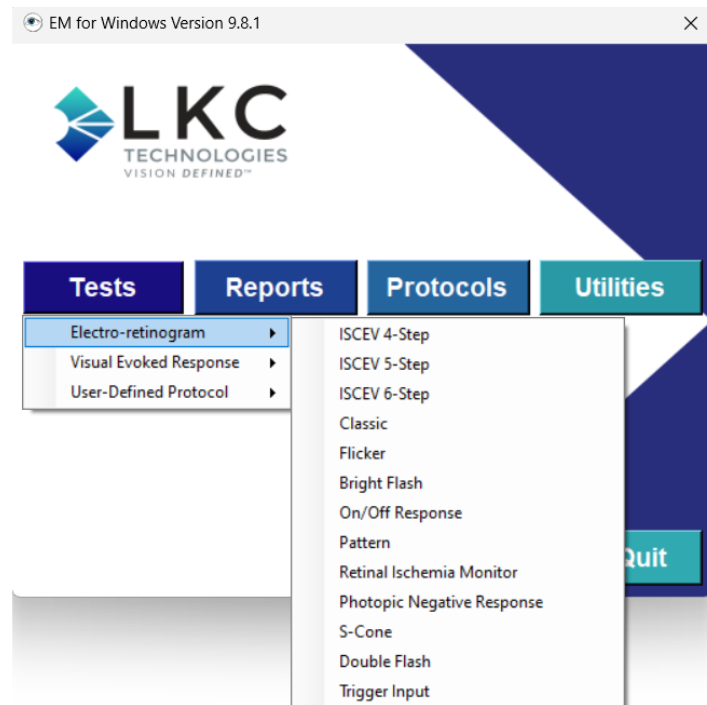 EM for Windows Version 9.8.1
LKC
TECHNOLOGIES
VISION DEFINED™
Tests Reports Protocols Utilities
Electro-retinogram
Visual Evoked Response
User-Defined Protocol
ISCEV 4-Step
ISCEV 5-Step
ISCEV 6-Step
Classic
Flicker
Bright Flash
On/Off Response
Pattern
Retinal Ischemia Monitor
Photopic Negative Response
S-Cone
Double Flash
Trigger Input
Quit